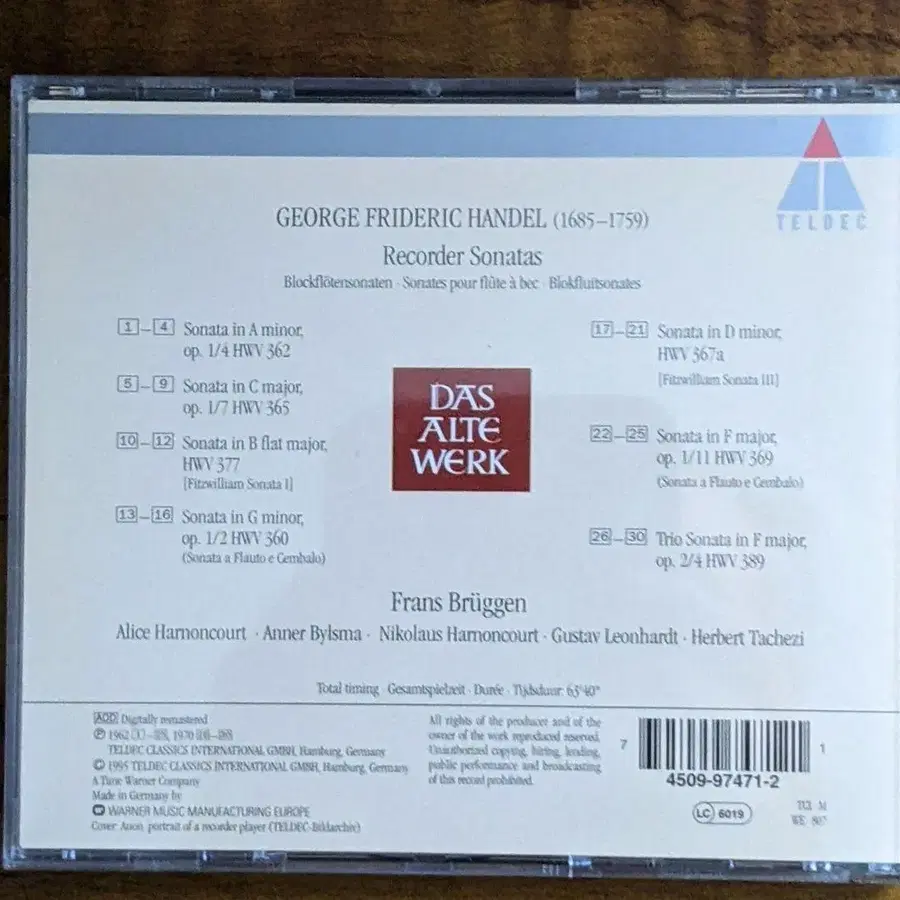 TELDEC
GEORGE FRIDERIC HANDEL (1685–1759)
Recorder Sonatas
Blockflötensonaten · Sonates pour flûte à bec · Blokfluitsonates
1 – 4 Sonata in A minor,
op. 1/4 HWV 362
5 – 9 Sonata in C major,
op. 1/7 HWV 365
10 – 12 Sonata in B flat major,
HWV 377
[Fitzwilliam Sonata I]
13 – 16 Sonata in G minor,
op. 1/2 HWV 360
(Sonata a Flauto e Cembalo)
DAS
ALTE
WERK
17 – 21 Sonata in D minor,
HWV 367a
[Fitzwilliam Sonata III]
22 – 25 Sonata in F major,
op. 1/11 HWV 369
(Sonata a Flauto e Cembalo)
26 – 30 Trio Sonata in F major,
op. 2/4 HWV 389
Frans Brüggen
Alice Harnoncourt · Anner Bylsma · Nikolaus Harnoncourt · Gustav Leonhardt · Herbert Tachezi
Total timing · Gesamtspielzeit · Durée · Tijdsduur: 63'40"
ADD Digitally remastered
℗ 1962 1970
TELDEC CLASSICS INTERNATIONAL GMBH, Hamburg, Germany
© 1995 TELDEC CLASSICS INTERNATIONAL GMBH, Hamburg, Germany
A Time Warner Company
Made in Germany by
WARNER MUSIC MANUFACTURING EUROPE
Cover: Anon. portrait of a recorder player (TELDEC-Bildarchiv)
All rights of the producer and of the
owner of the work reproduced reserved.
Unauthorized copying, hiring, lending,
public performance and broadcasting
of this record prohibited.
7 1
4509-97471-2
LC 6019
M
WE 807